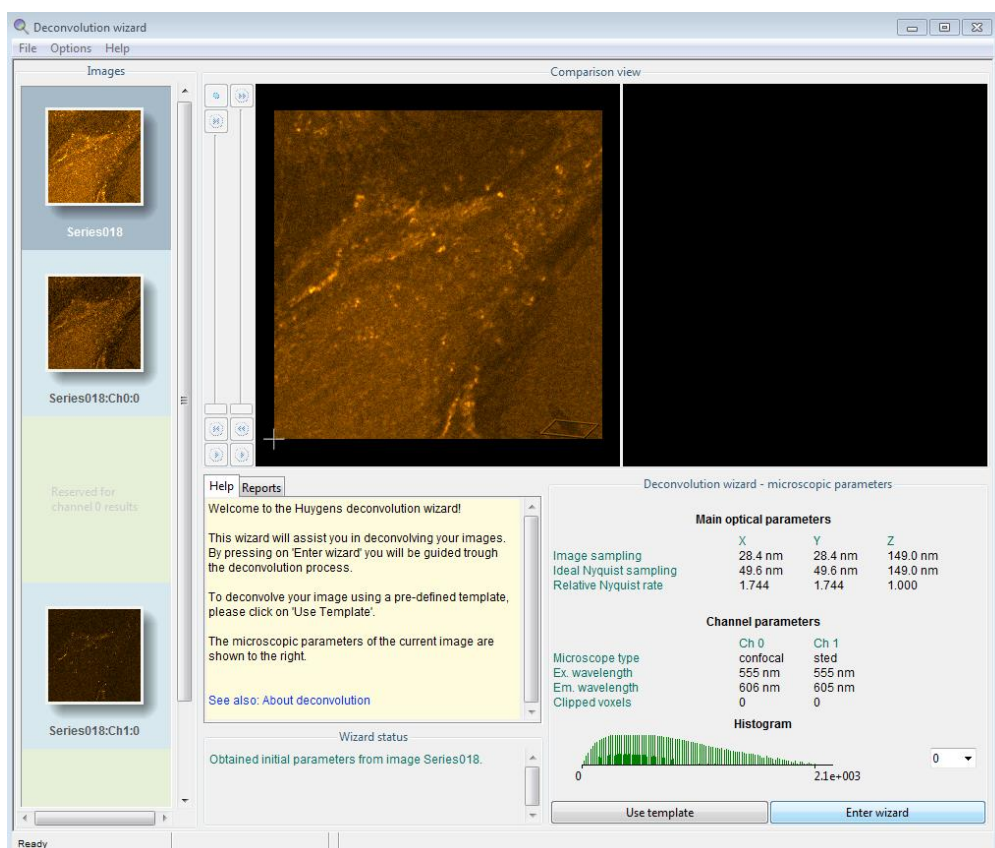 Deconvolution wizard
File Options Help
Images
Series018
Series018:Ch0:0
Reserved for
channel 0 results
Series018:Ch1:0
Comparison view
Help Reports
Welcome to the Huygens deconvolution wizard!
This wizard will assist you in deconvolving your images.
By pressing on 'Enter wizard' you will be guided trough
the deconvolution process.
To deconvolve your image using a pre-defined template,
please click on 'Use Template'.
The microscopic parameters of the current image are
shown to the right.
See also: About deconvolution
Wizard status
Obtained initial parameters from image Series018.
Deconvolution wizard - microscopic parameters
Main optical parameters
X Y Z
Image sampling 28.4 nm 28.4 nm 149.0 nm
Ideal Nyquist sampling 49.6 nm 49.6 nm 149.0 nm
Relative Nyquist rate 1.744 1.744 1.000
Channel parameters
Ch 0 Ch 1
Microscope type confocal sted
Ex. wavelength 555 nm 555 nm
Em. wavelength 606 nm 605 nm
Clipped voxels 0 0
Histogram
0 2.1e+003
0
Use template Enter wizard
Ready